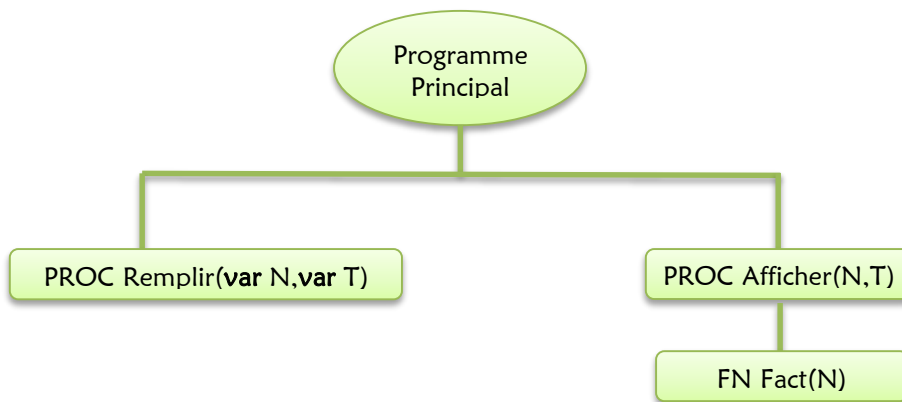 Programme
Principal
PROC Remplir(var N,var T)
PROC Afficher(N,T)
FN Fact(N)